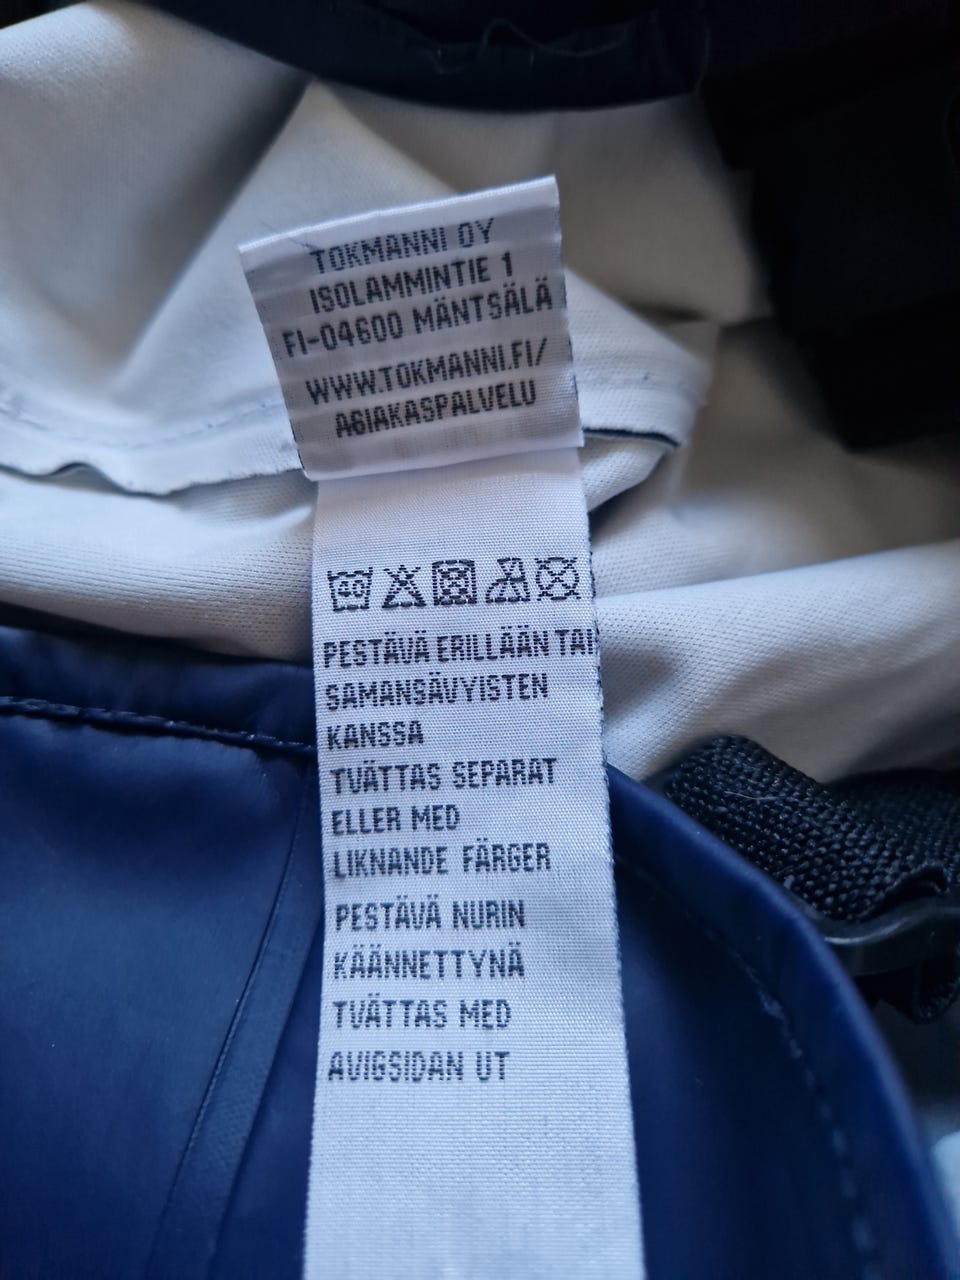 TOKMANNI OY
ISOLAMMINTIE 1
FI-04600 MÄNTSÄLÄ
WWW.TOKMANNI.FI/
ASIAKASPALVELU
40
PESTÄVÄ ERILLÄÄN TAI
SAMANSÄVYISTEN
KANSSA
TVÄTTAS SEPARAT
ELLER MED
LIKNANDE FÄRGER
PESTÄVÄ NURIN
KÄÄNNETTYNÄ
TVÄTTAS MED
AVIGSIDAN UT